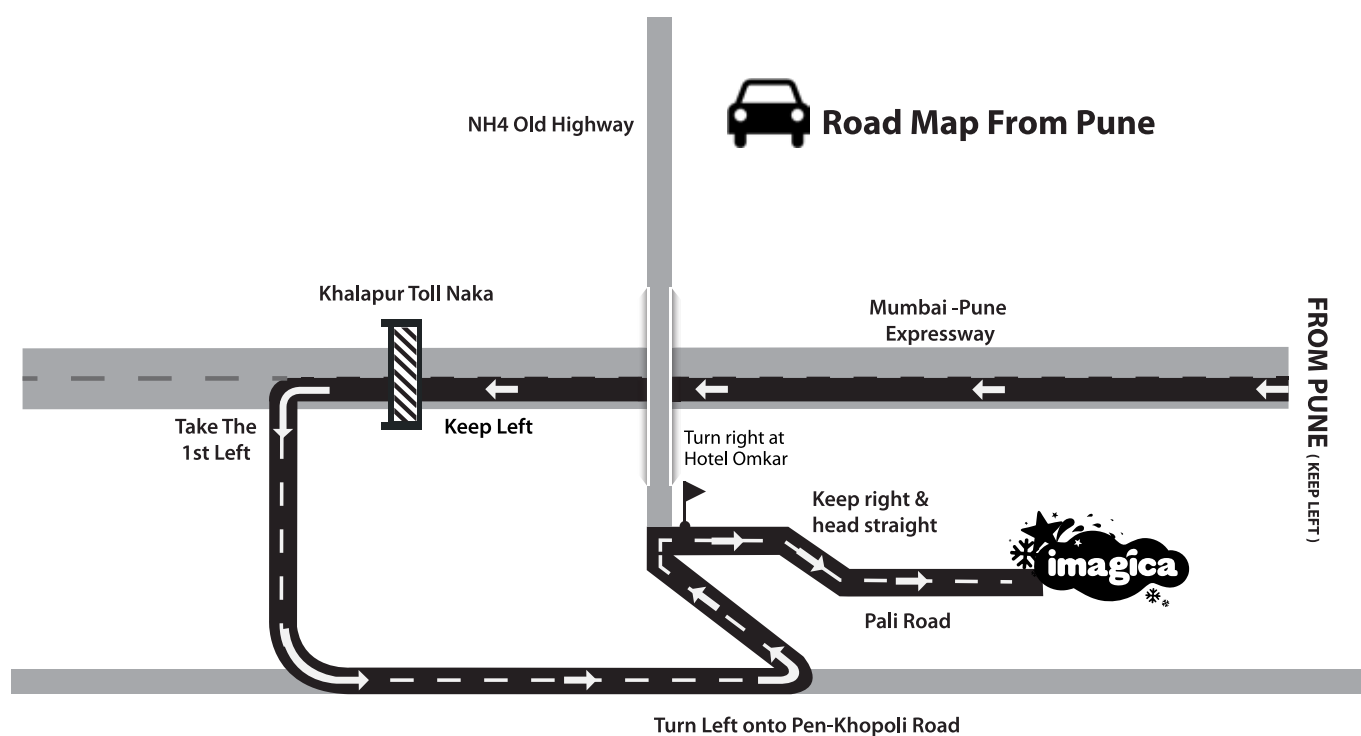 NH4 Old Highway
Road Map From Pune
Khalapur Toll Naka
Mumbai -Pune
Expressway
FROM PUNE ( KEEP LEFT )
Take The
1st Left
Keep Left
Turn right at
Hotel Omkar
Keep right &
head straight
imagica
Pali Road
Turn Left onto Pen-Khopoli Road